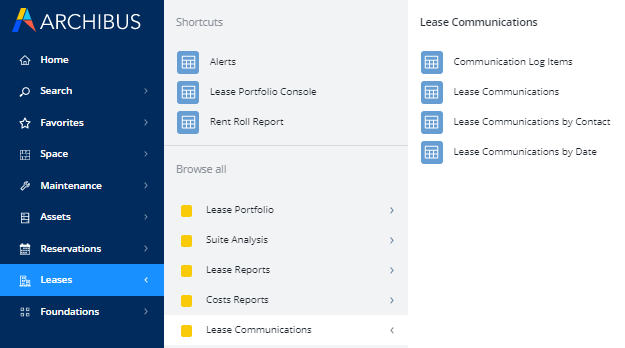 ARCHIBUS
Home
Search
Favorites
Space
Maintenance
Assets
Reservations
Leases
Foundations
Shortcuts
Alerts
Lease Portfolio Console
Rent Roll Report
Browse all
Lease Portfolio
Suite Analysis
Lease Reports
Costs Reports
Lease Communications
Lease Communications
Communication Log Items
Lease Communications
Lease Communications by Contact
Lease Communications by Date